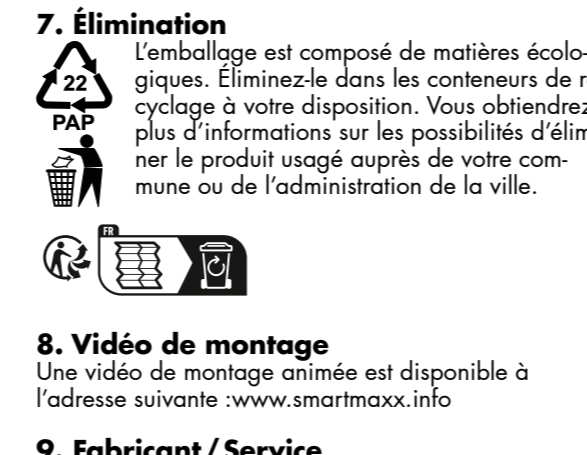 7. Élimination
L'emballage est composé de matières écolo-
giques. Éliminez-le dans les conteneurs de r
22
cyclage à votre disposition. Vous obtiendrez
PAP
plus d'informations sur les possibilités d'élim
ner le produit usagé auprès de votre com-
mune ou de l'administration de la ville.
FR
8. Vidéo de montage
Une vidéo de montage animée est disponible à
l'adresse suivante :www.smartmaxx.info
9. Fabricant / Service